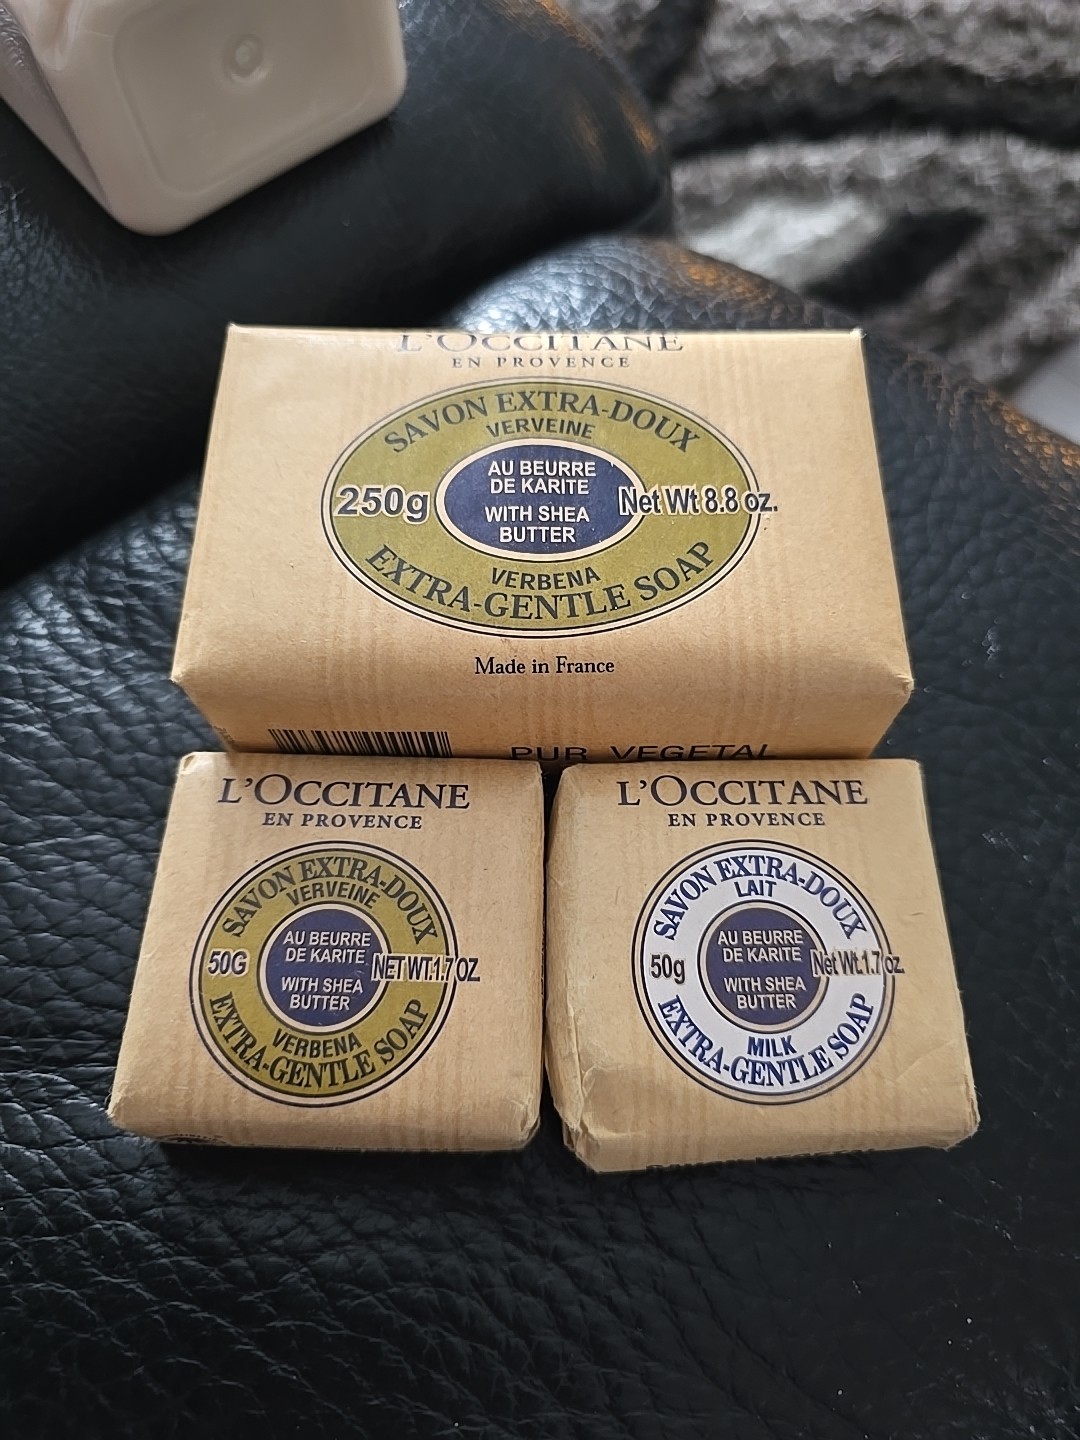 L'OCCITANE
EN PROVENCE
SAVON EXTRA-DOUX
VERVEINE
250g
AU BEURRE
DE KARITE
WITH SHEA
BUTTER
Net Wt 8.8 oz.
VERBENA
EXTRA-GENTLE SOAP
Made in France
PUR VEGETAL
L'OCCITANE
EN PROVENCE
SAVON EXTRA-DOUX
VERVEINE
50G
AU BEURRE
DE KARITE
WITH SHEA
BUTTER
NET WT.1.7 OZ.
VERBENA
EXTRA-GENTLE SOAP
L'OCCITANE
EN PROVENCE
SAVON EXTRA-DOUX
LAIT
50g
AU BEURRE
DE KARITE
WITH SHEA
BUTTER
Net Wt.1.7 oz.
MILK
EXTRA-GENTLE SOAP